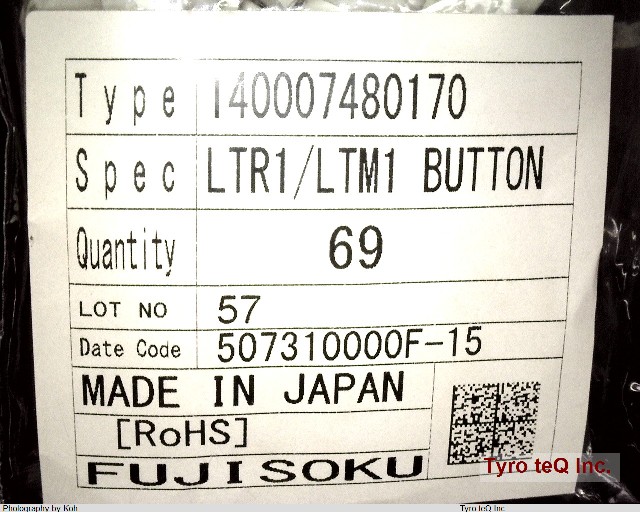 Type 140007480170
Spec LTR1/LTM1 BUTTON
Quantity 69
LOT NO 57
Date Code 507310000F-15
MADE IN JAPAN
[RoHS]
FUJISOKU
Tyro teQ Inc.
Photography by Koh Tyro teQ Inc